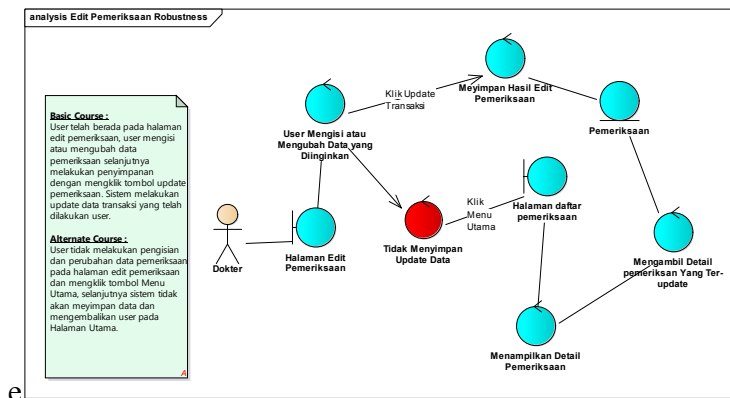 analysis Edit Pemeriksaan Robustness
Basic Course :
User telah berada pada halaman
edit pemeriksaan, user mengisi
atau mengubah data
pemeriksaan selanjutnya
melakukan penyimpanan
dengan mengklik tombol update
pemeriksaan. Sistem melakukan
update data transaksi yang telah
dilakukan user.
Alternate Course :
User tidak melakukan pengisian
dan perubahan data pemeriksaan
pada halaman edit pemeriksaan
dan mengklik tombol Menu
Utama, selanjutnya sistem tidak
akan meyimpan data dan
mengembalikan user pada
Halaman Utama.
A
Dokter
Halaman Edit
Pemeriksaan
User Mengisi atau
Mengubah Data yang
Diinginkan
Klik Update
Transaksi
Meyimpan Hasil Edit
Pemeriksaan
Pemeriksaan
Tidak Menyimpan
Update Data
Klik
Menu
Utama
Halaman daftar
pemeriksaan
Mengambil Detail
pemeriksan Yang Ter-
update
Menampilkan Detail
Pemeriksaan
e